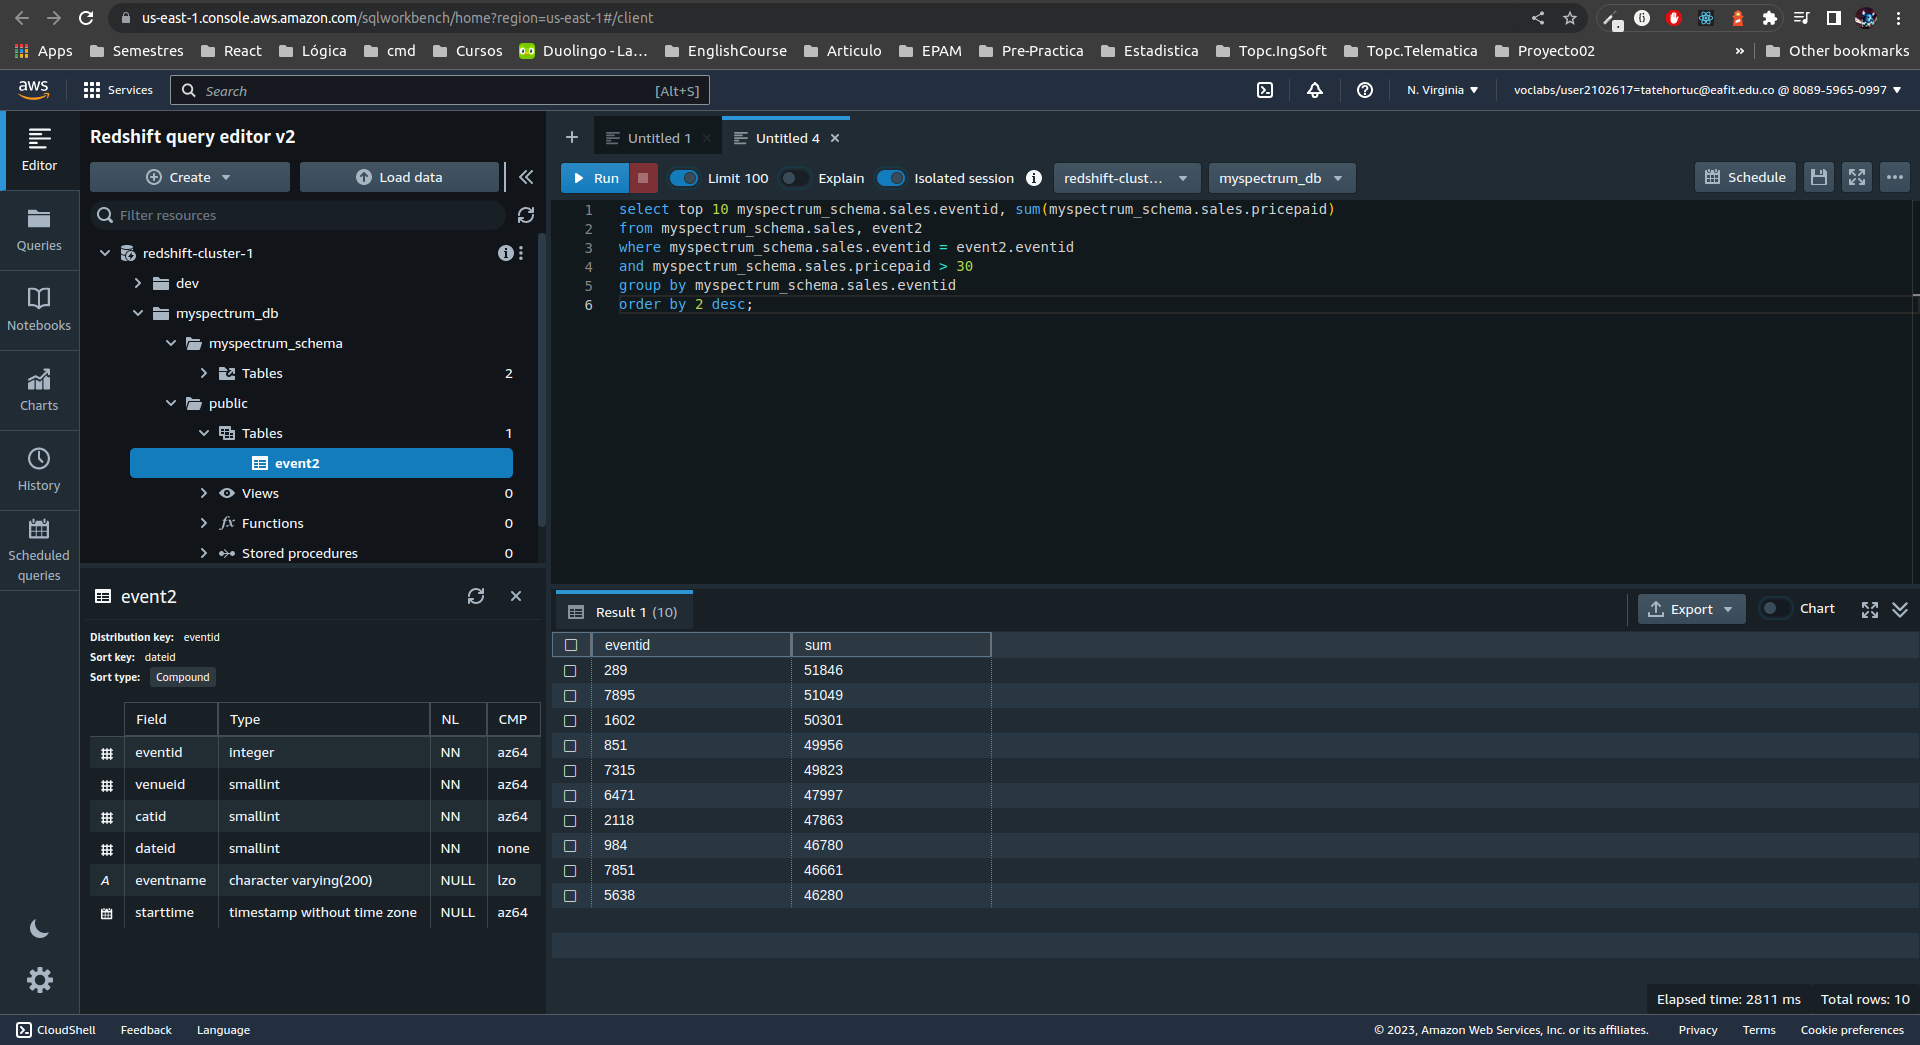 us-east-1.console.aws.amazon.com/sqlworkbench/home?region=us-east-1#/client
Apps Semestres React Lógica cmd Cursos Duolingo - La... EnglishCourse Articulo EPAM Pre-Practica Estadistica Topc.IngSoft Topc.Telematica Proyecto02 » Other bookmarks
aws Services Search [Alt+S] N. Virginia voclabs/user2102617=tatehortuc@eafit.edu.co @ 8089-5965-0997
Editor
Queries
Notebooks
Charts
History
Scheduled
queries
Redshift query editor v2
Create Load data
Filter resources
redshift-cluster-1
dev
myspectrum_db
myspectrum_schema
Tables 2
public
Tables 1
event2
Views 0
fx Functions 0
Stored procedures 0
event2
Distribution key: eventid
Sort key: dateid
Sort type: Compound
Field Type NL CMP
eventid integer NN az64
venueid smallint NN az64
catid smallint NN az64
dateid smallint NN none
A eventname character varying(200) NULL lzo
starttime timestamp without time zone NULL az64
Untitled 1 Untitled 4
Run Limit 100 Explain Isolated session redshift-clust... myspectrum_db Schedule
1 select top 10 myspectrum_schema.sales.eventid, sum(myspectrum_schema.sales.pricepaid)
2 from myspectrum_schema.sales, event2
3 where myspectrum_schema.sales.eventid = event2.eventid
4 and myspectrum_schema.sales.pricepaid > 30
5 group by myspectrum_schema.sales.eventid
6 order by 2 desc;
Result 1 (10) Export Chart
eventid sum
289 51846
7895 51049
1602 50301
851 49956
7315 49823
6471 47997
2118 47863
984 46780
7851 46661
5638 46280
Elapsed time: 2811 ms Total rows: 10
CloudShell Feedback Language © 2023, Amazon Web Services, Inc. or its affiliates. Privacy Terms Cookie preferences